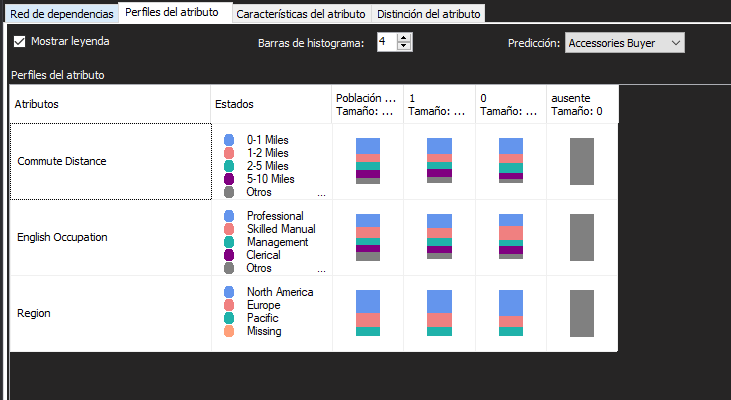 Red de dependencias Perfiles del atributo Características del atributo Distinción del atributo
Mostrar leyenda Barras de histograma: 4 Predicción: Accessories Buyer
Perfiles del atributo
Atributos Estados Población ... Tamaño: ... 1 Tamaño: ... 0 Tamaño: ... ausente Tamaño: 0
Commute Distance
0-1 Miles
1-2 Miles
2-5 Miles
5-10 Miles
Otros ...
English Occupation
Professional
Skilled Manual
Management
Clerical
Otros ...
Region
North America
Europe
Pacific
Missing